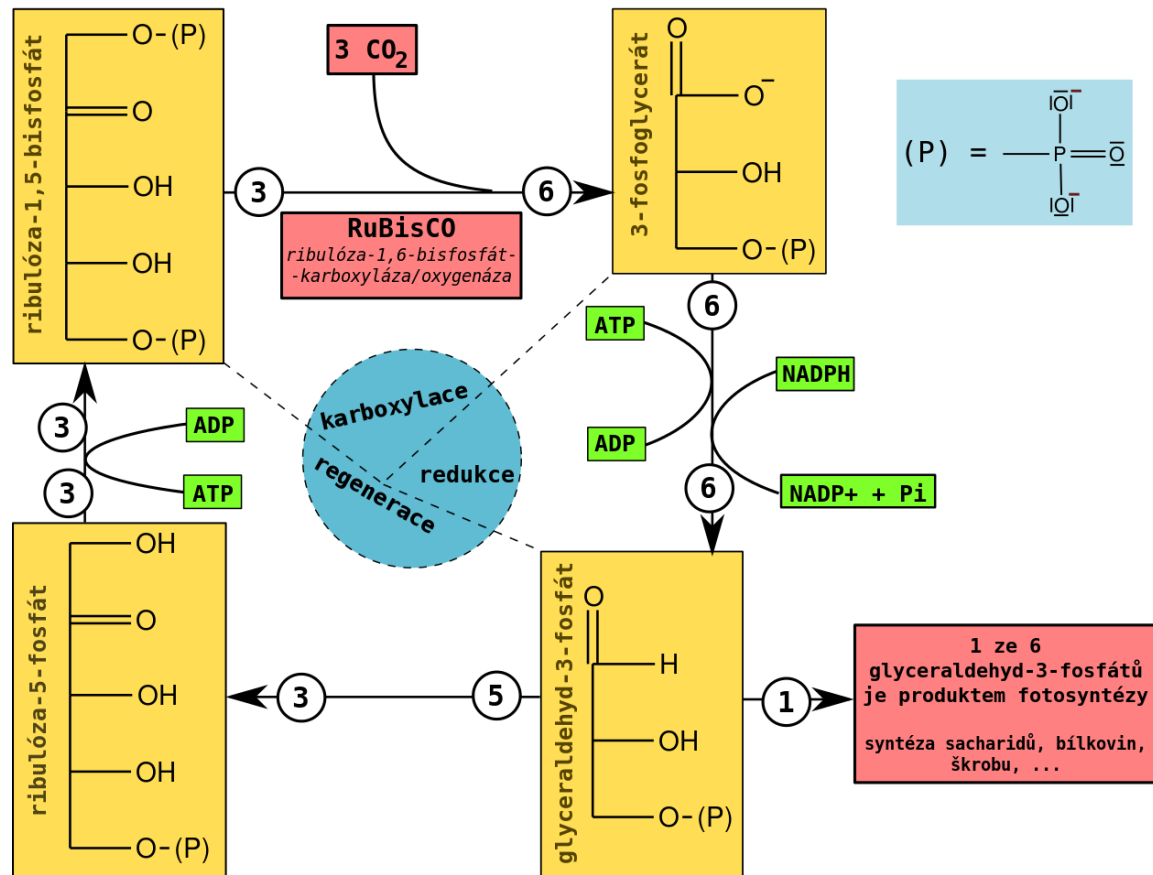 ribulóza-1,5-bisfosfát
O-(P)
O
OH
OH
O-(P)
3 CO2
3
6
RuBisCO
ribulóza-1,6-bisfosfát-
-karboxyláza/oxygenáza
3-fosfoglycerát
O
O–
OH
O-(P)
(P) =
|O|–
P
O
|O|–
6
ATP
ADP
NADPH
NADP+ + Pi
6
karboxylace
redukce
regenerace
3
ADP
ATP
3
ribulóza-5-fosfát
OH
O
OH
OH
O-(P)
3
5
glyceraldehyd-3-fosfát
O
H
OH
O-(P)
1
1 ze 6
glyceraldehyd-3-fosfátů
je produktem fotosyntézy
syntéza sacharidů, bílkovin,
škrobu, ...